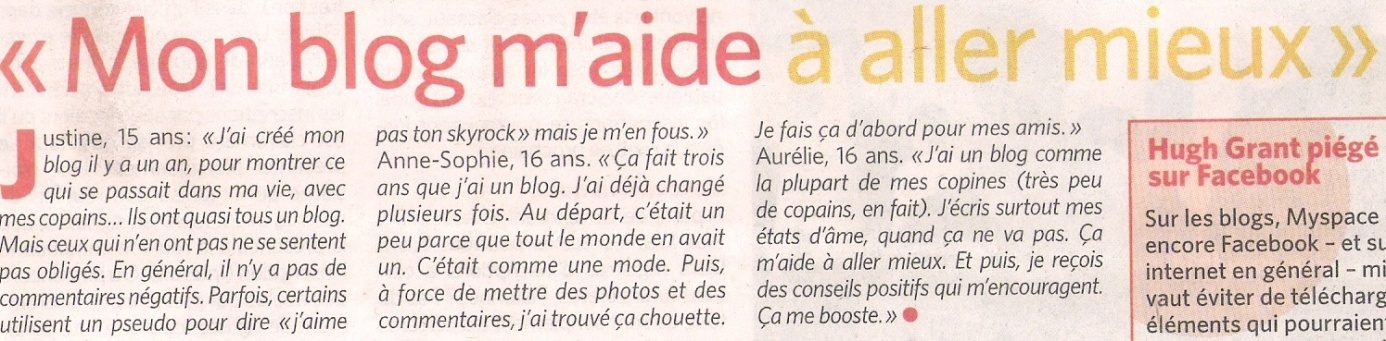 « Mon blog m'aide à aller mieux »
Justine, 15 ans : « J'ai créé mon
blog il y a un an, pour montrer ce
qui se passait dans ma vie, avec
mes copains... Ils ont quasi tous un blog.
Mais ceux qui n'en ont pas ne se sentent
pas obligés. En général, il n'y a pas de
commentaires négatifs. Parfois, certains
utilisent un pseudo pour dire « j'aime
pas ton skyrock » mais je m'en fous. »
Anne-Sophie, 16 ans. « Ça fait trois
ans que j'ai un blog. J'ai déjà changé
plusieurs fois. Au départ, c'était un
peu parce que tout le monde en avait
un. C'était comme une mode. Puis,
à force de mettre des photos et des
commentaires, j'ai trouvé ça chouette.
Je fais ça d'abord pour mes amis. »
Aurélie, 16 ans. « J'ai un blog comme
la plupart de mes copines (très peu
de copains, en fait). J'écris surtout mes
états d'âme, quand ça ne va pas. Ça
m'aide à aller mieux. Et puis, je reçois
des conseils positifs qui m'encouragent.
Ça me booste. »
Hugh Grant piégé
sur Facebook
Sur les blogs, Myspace
encore Facebook – et su
internet en général – mi
vaut éviter de télécharg
éléments qui pourraien